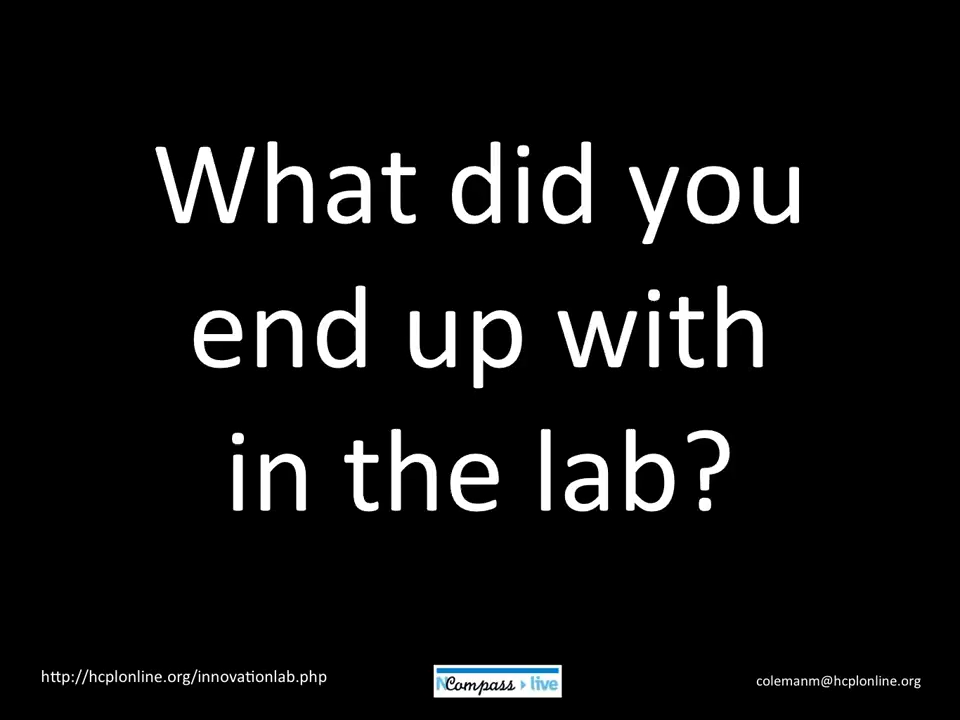 What did you
end up with
in the lab?
http://hcplonline.org/innovationlab.php
NCompass live
colemanm@hcplonline.org